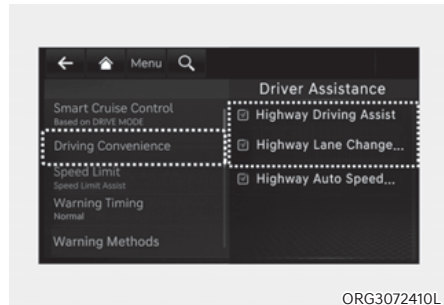 Menu
Driver Assistance
Smart Cruise Control
Based on DRIVE MODE
Driving Convenience
Speed Limit
Speed Limit Assist
Warning Timing
Normal
Warning Methods
Highway Driving Assist
Highway Lane Change...
Highway Auto Speed...
ORG3072410L